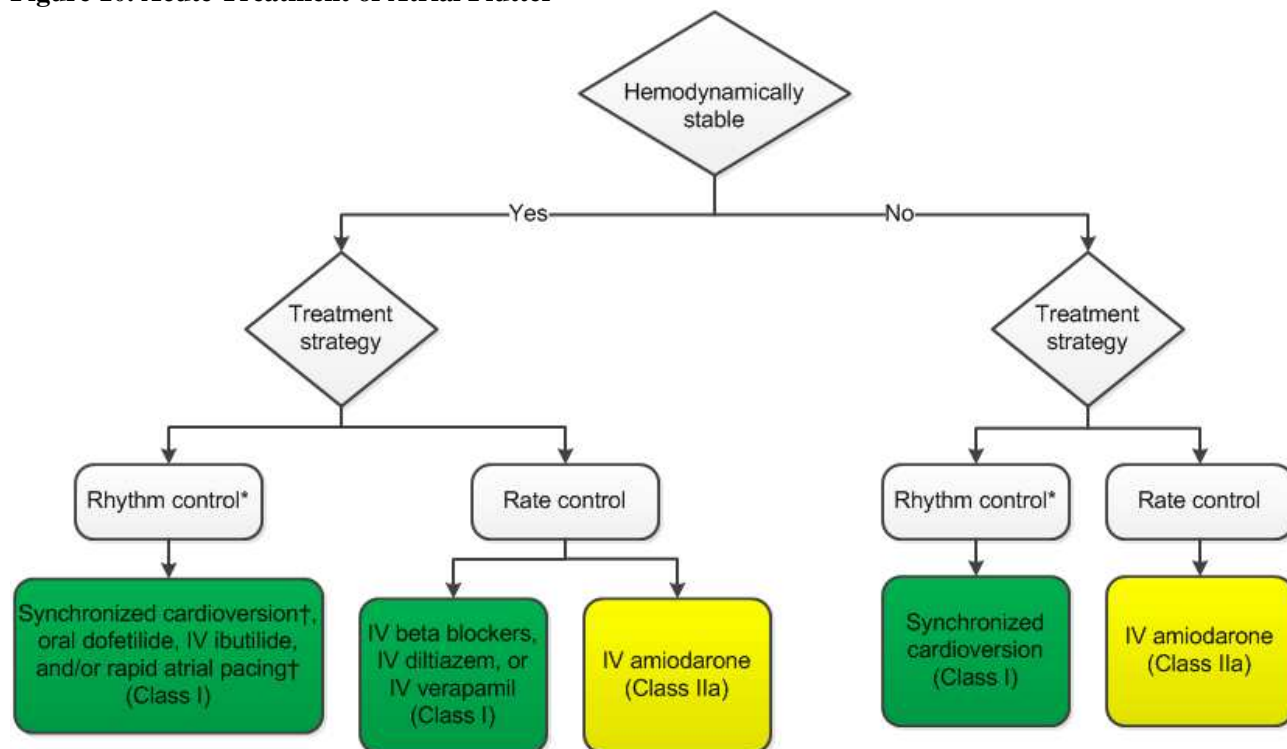 Hemodynamically
stable
Yes
No
Treatment
strategy
Treatment
strategy
Rhythm control*
Rate control
Rhythm control*
Rate control
Synchronized cardioversion†,
oral dofetilide, IV ibutilide,
and/or rapid atrial pacing†
(Class I)
IV beta blockers,
IV diltiazem, or
IV verapamil
(Class I)
IV amiodarone
(Class IIa)
Synchronized
cardioversion
(Class I)
IV amiodarone
(Class IIa)